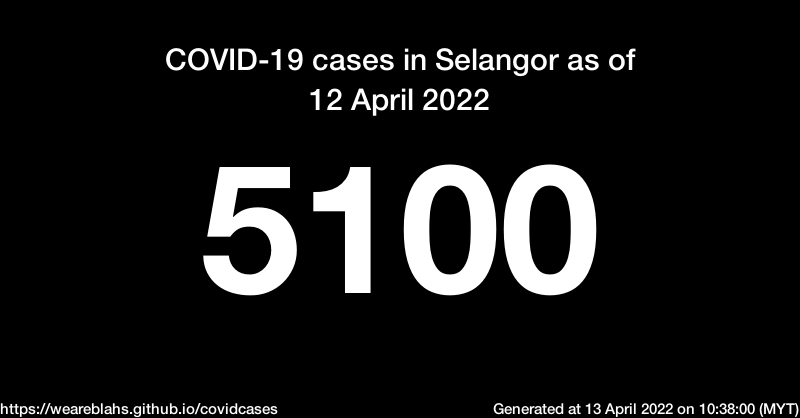 COVID-19 cases in Selangor as of
12 April 2022
5100
https://weareblahs.github.io/covidcases
Generated at 13 April 2022 on 10:38:00 (MYT)